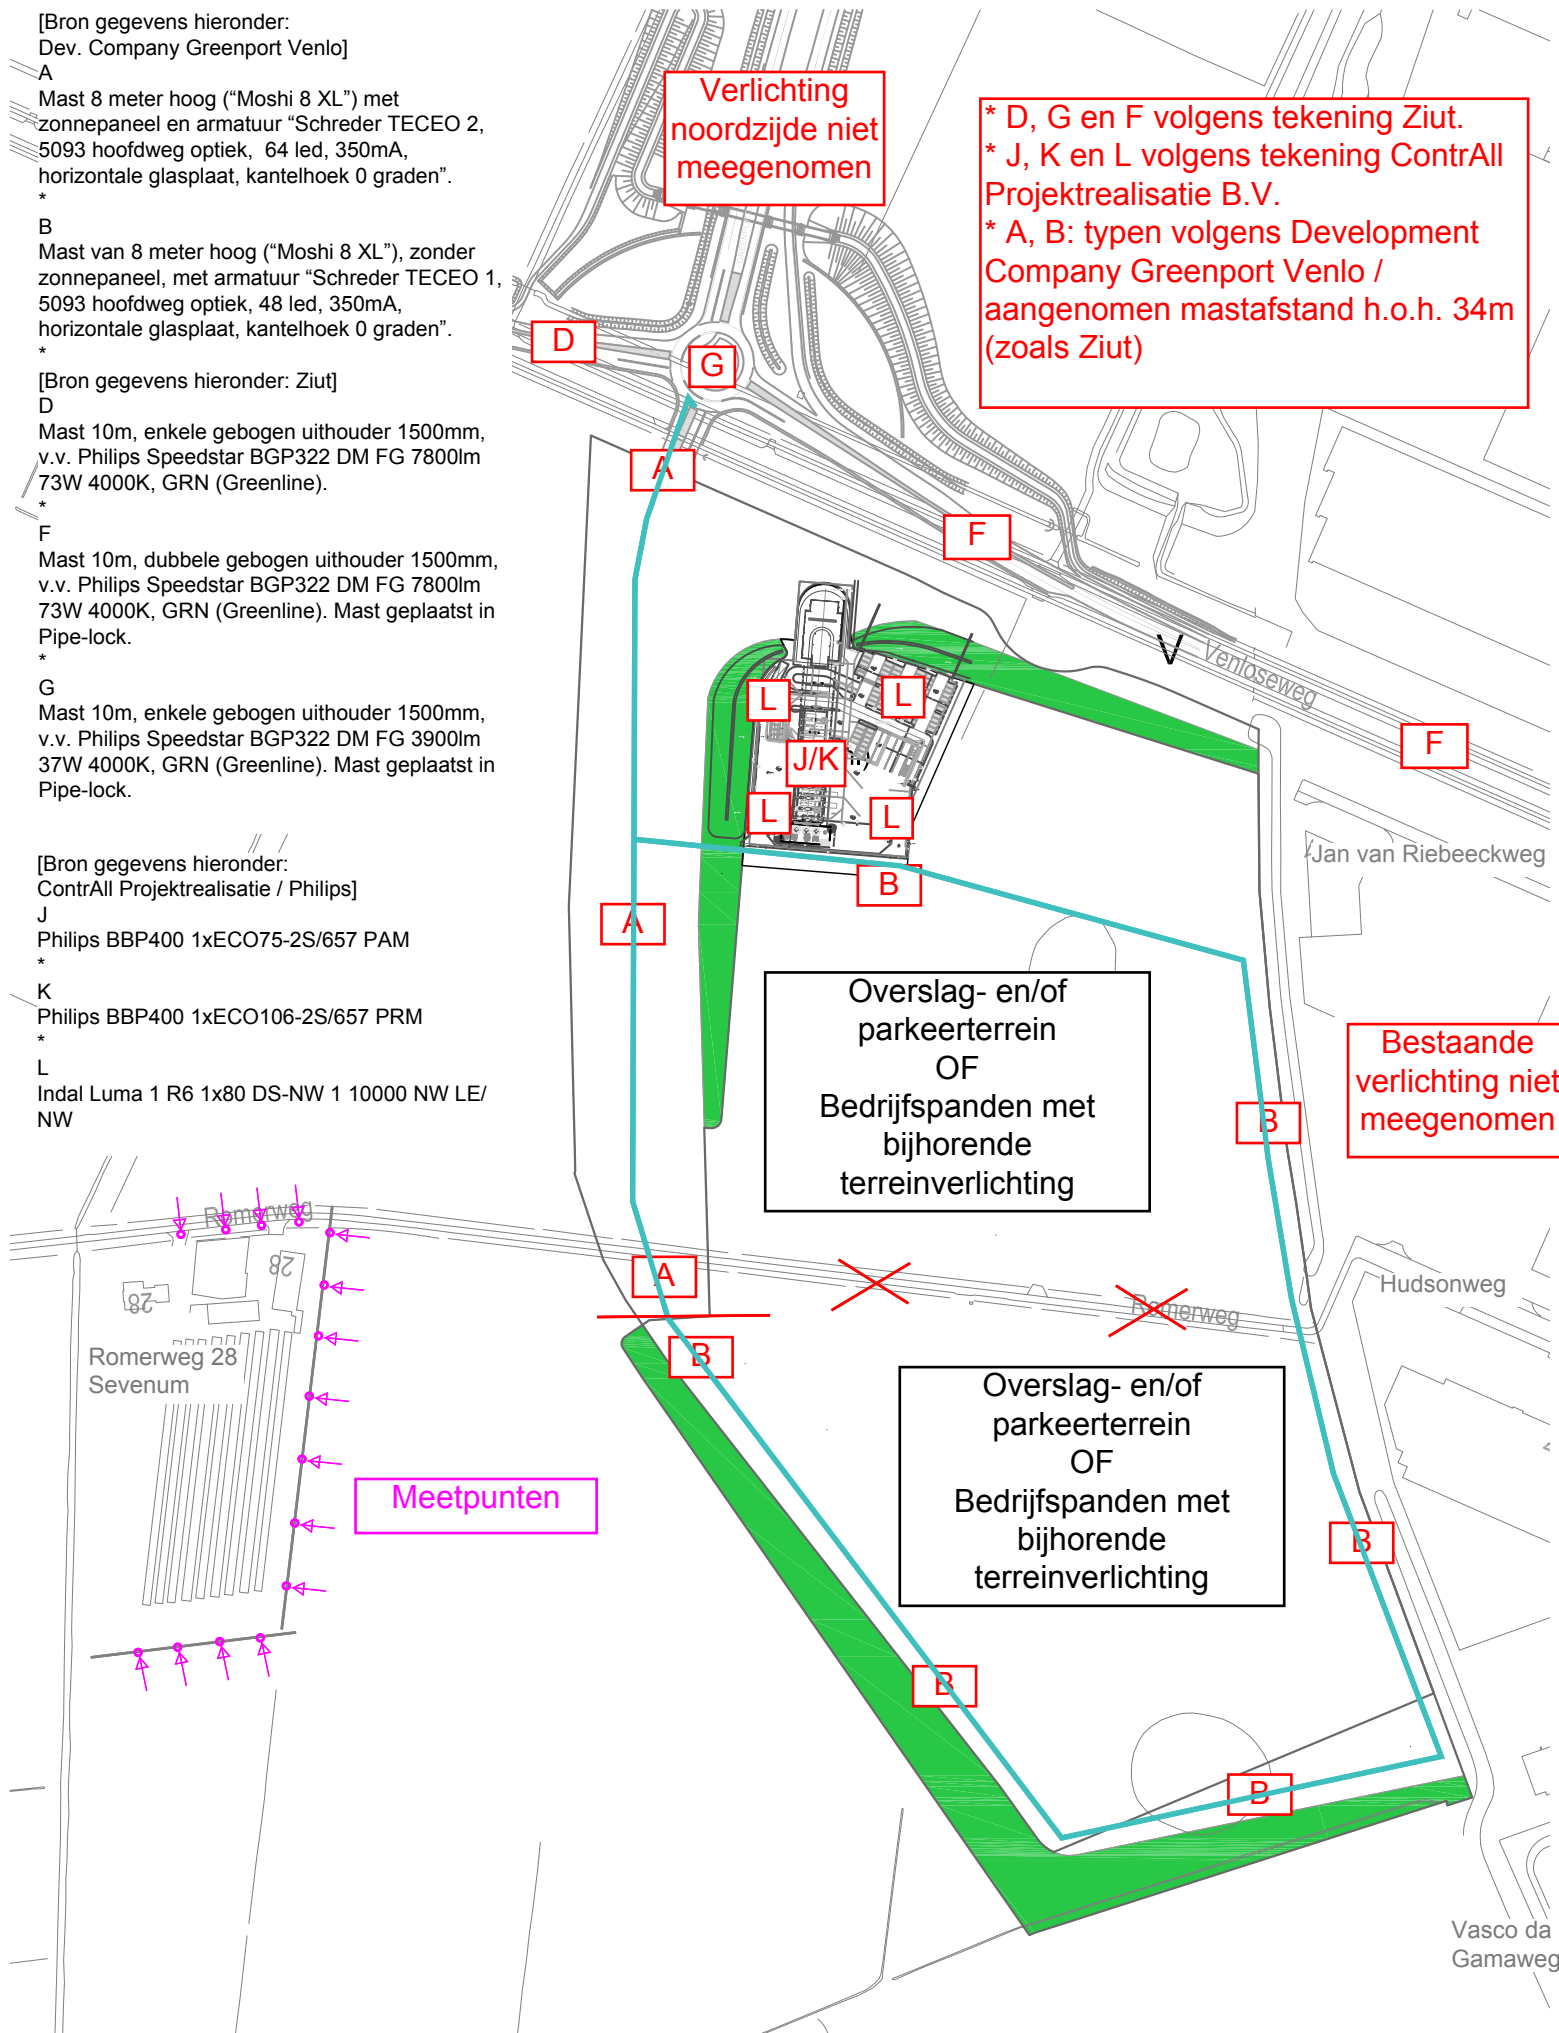 [Bron gegevens hieronder:
Dev. Company Greenport Venlo]
A
Mast 8 meter hoog (“Moshi 8 XL”) met
zonnepaneel en armatuur “Schreder TECEO 2,
5093 hoofdweg optiek,  64 led, 350mA,
horizontale glasplaat, kantelhoek 0 graden”.
*
B
Mast van 8 meter hoog (“Moshi 8 XL”), zonder
zonnepaneel, met armatuur “Schreder TECEO 1,
5093 hoofdweg optiek, 48 led, 350mA,
horizontale glasplaat, kantelhoek 0 graden”.
*
[Bron gegevens hieronder: Ziut]
D
Mast 10m, enkele gebogen uithouder 1500mm,
v.v. Philips Speedstar BGP322 DM FG 7800lm
73W 4000K, GRN (Greenline).
*
F
Mast 10m, dubbele gebogen uithouder 1500mm,
v.v. Philips Speedstar BGP322 DM FG 7800lm
73W 4000K, GRN (Greenline). Mast geplaatst in
Pipe-lock.
*
G
Mast 10m, enkele gebogen uithouder 1500mm,
v.v. Philips Speedstar BGP322 DM FG 3900lm
37W 4000K, GRN (Greenline). Mast geplaatst in
Pipe-lock.
[Bron gegevens hieronder:
ContrAll Projektrealisatie / Philips]
J
Philips BBP400 1xECO75-2S/657 PAM
*
K
Philips BBP400 1xECO106-2S/657 PRM
*
L
Indal Luma 1 R6 1x80 DS-NW 1 10000 NW LE/
NW
Verlichting
noordzijde niet
meegenomen
* D, G en F volgens tekening Ziut.
* J, K en L volgens tekening ContrAll
Projektrealisatie B.V.
* A, B: typen volgens Development
Company Greenport Venlo /
aangenomen mastafstand h.o.h. 34m
(zoals Ziut)
D
G
A
F
V
Venloseweg
F
L
L
J/K
L
L
B
Jan van Riebeeckweg
A
Overslag- en/of
parkeerterrein
OF
Bedrijfspanden met
bijhorende
terreinverlichting
Bestaande
verlichting niet
meegenomen
B
Romerweg
28
28
Romerweg 28
Sevenum
A
Romerweg
Hudsonweg
B
Overslag- en/of
parkeerterrein
OF
Bedrijfspanden met
bijhorende
terreinverlichting
Meetpunten
B
B
B
Vasco da
Gamaweg